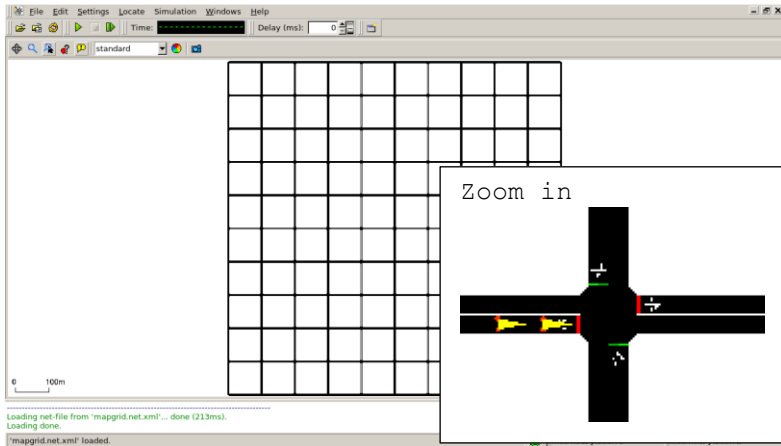 File Edit Settings Locate Simulation Windows Help
Time: Delay (ms): 0
standard
Zoom in
0 100m
Loading net-file from 'mapgrid.net.xml'... done (213ms).
Loading done.
'mapgrid.net.xml' loaded.